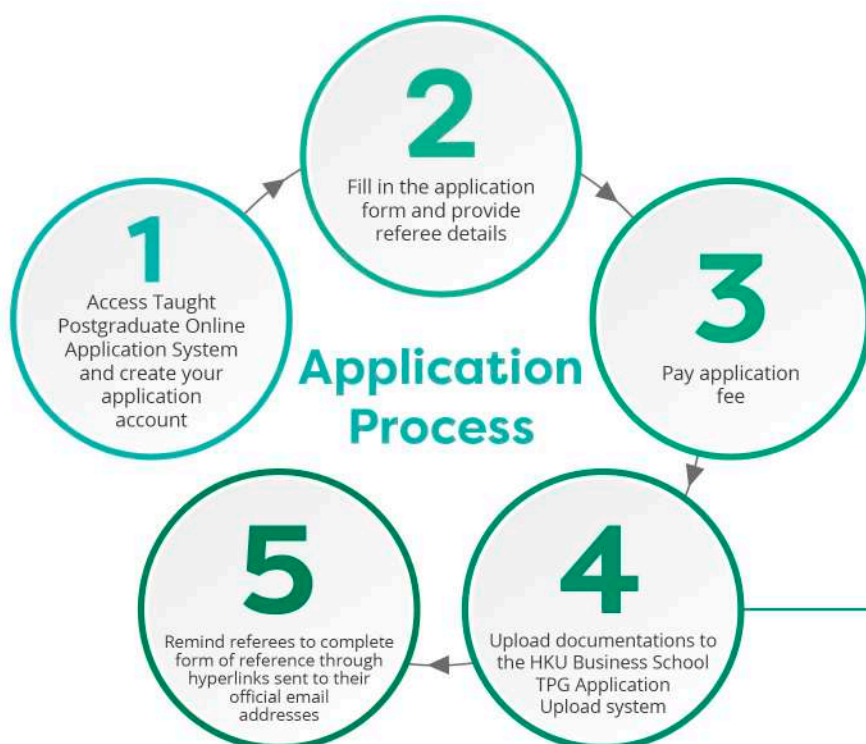 1
Access Taught
Postgraduate Online
Application System
and create your
application
account
2
Fill in the application
form and provide
referee details
3
Pay application
fee
Application
Process
4
Upload documentations to
the HKU Business School
TPG Application
Upload system
5
Remind referees to complete
form of reference through
hyperlinks sent to their
official email
addresses